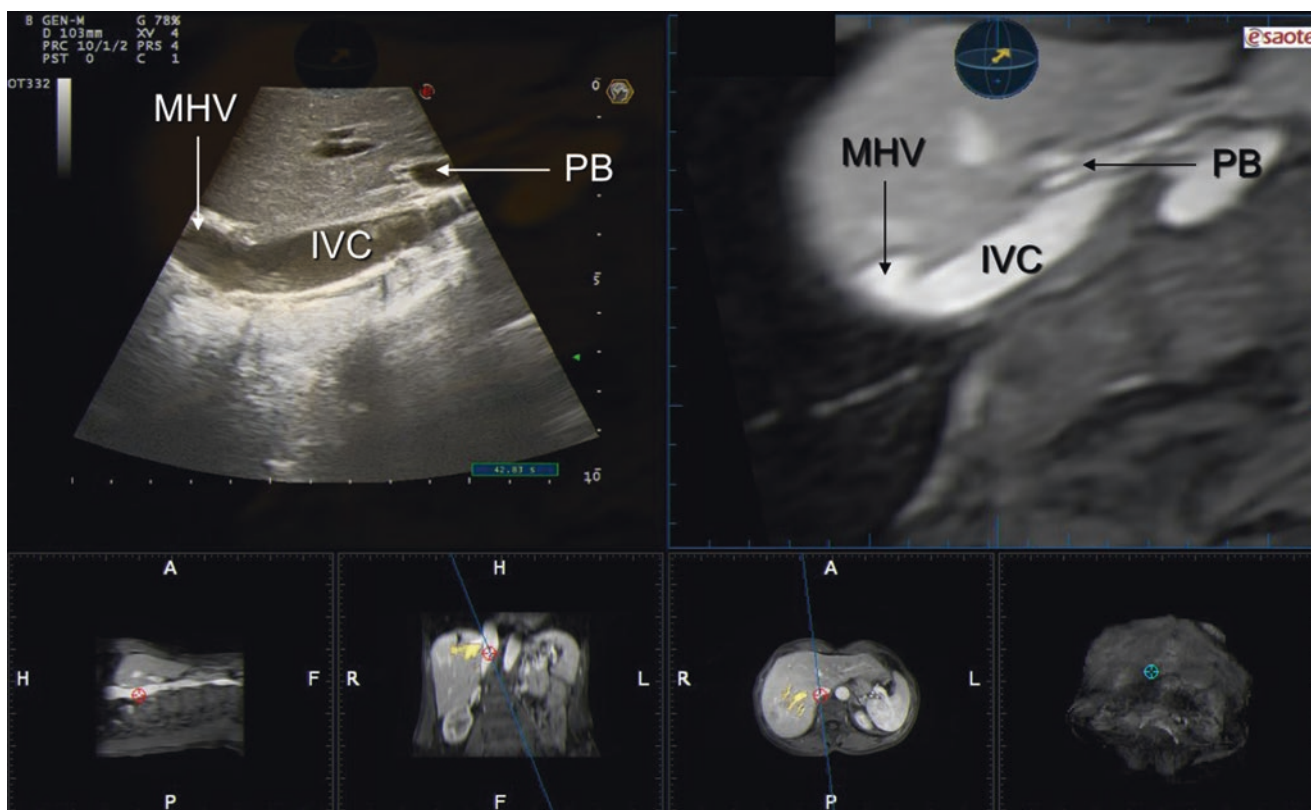 B GEN-M G 78%
D 103mm XV 4
PRC 10/1/2 PRS 4
PST 0 C 1
OT332
MHV
PB
IVC
0
5
10
42.83 s
esaote
MHV
PB
IVC
A
H
F
P
H
R
L
F
A
R
L
P